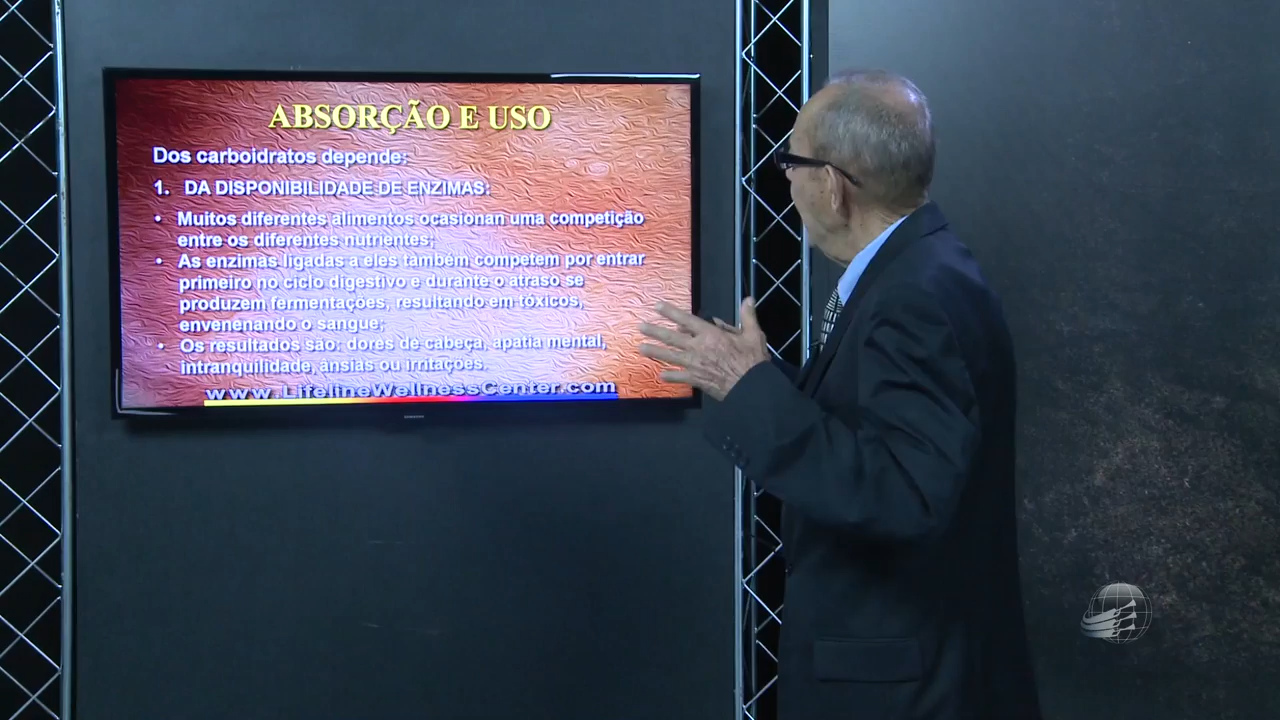 ABSORÇÃO E USO
Dos carboidratos depende:
1. DA DISPONIBILIDADE DE ENZIMAS:
• Muitos diferentes alimentos ocasionan uma competição
entre os diferentes nutrientes;
• As enzimas ligadas a eles também competem por entrar
primeiro no ciclo digestivo e durante o atraso se
produzem fermentações, resultando em tóxicos,
envenenando o sangue;
• Os resultados são: dores de cabeça, apatia mental,
intranquilidade, ânsias ou irritações.
www.LifelineWellnessCenter.com
SAMSUNG